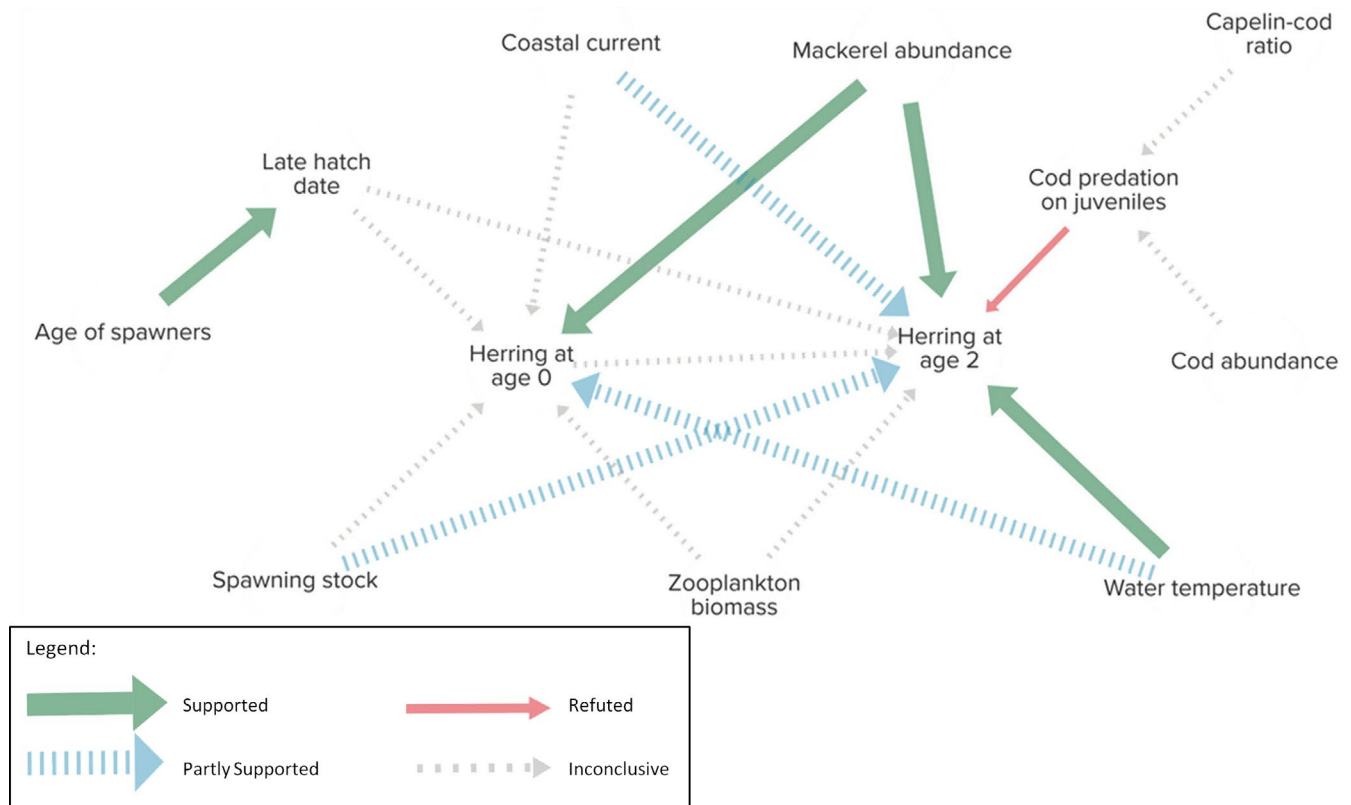 Coastal current
Mackerel abundance
Capelin-cod
ratio
Late hatch
date
Cod predation
on juveniles
Age of spawners
Herring at
age 0
Herring at
age 2
Cod abundance
Spawning stock
Zooplankton
biomass
Water temperature
Legend:
Supported
Refuted
Partly Supported
Inconclusive